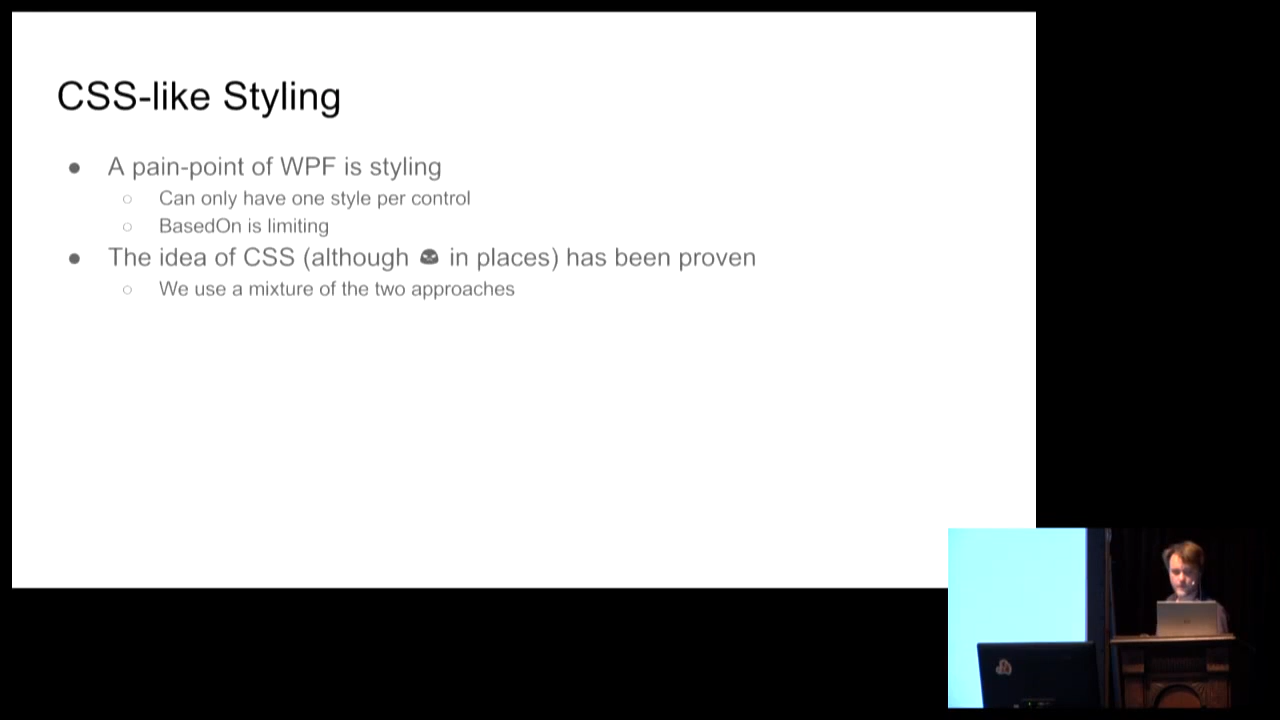 CSS-like Styling
● A pain-point of WPF is styling
○ Can only have one style per control
○ BasedOn is limiting
● The idea of CSS (although 💩 in places) has been proven
○ We use a mixture of the two approaches